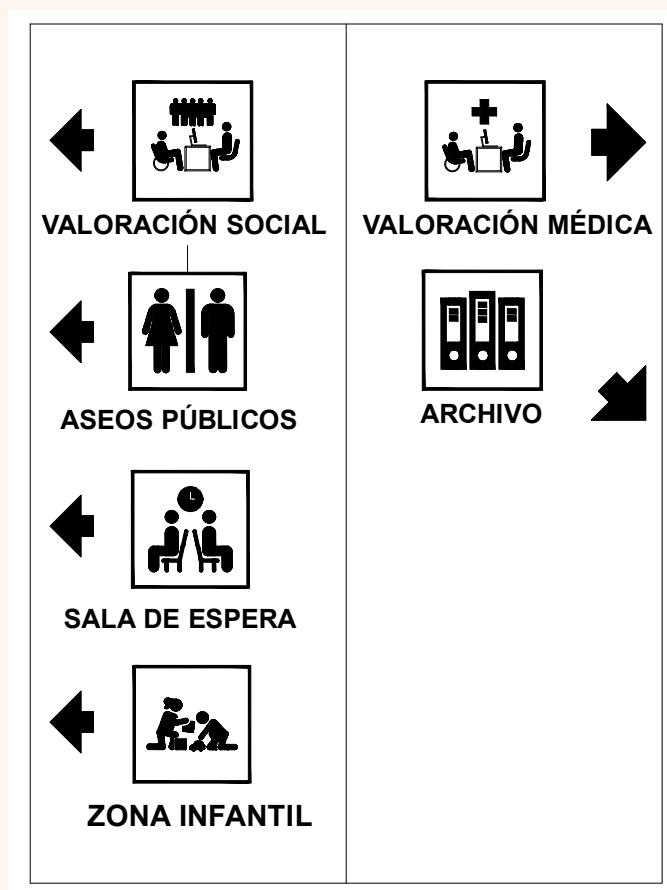 VALORACIÓN SOCIAL
ASEOS PÚBLICOS
SALA DE ESPERA
ZONA INFANTIL
VALORACIÓN MÉDICA
ARCHIVO